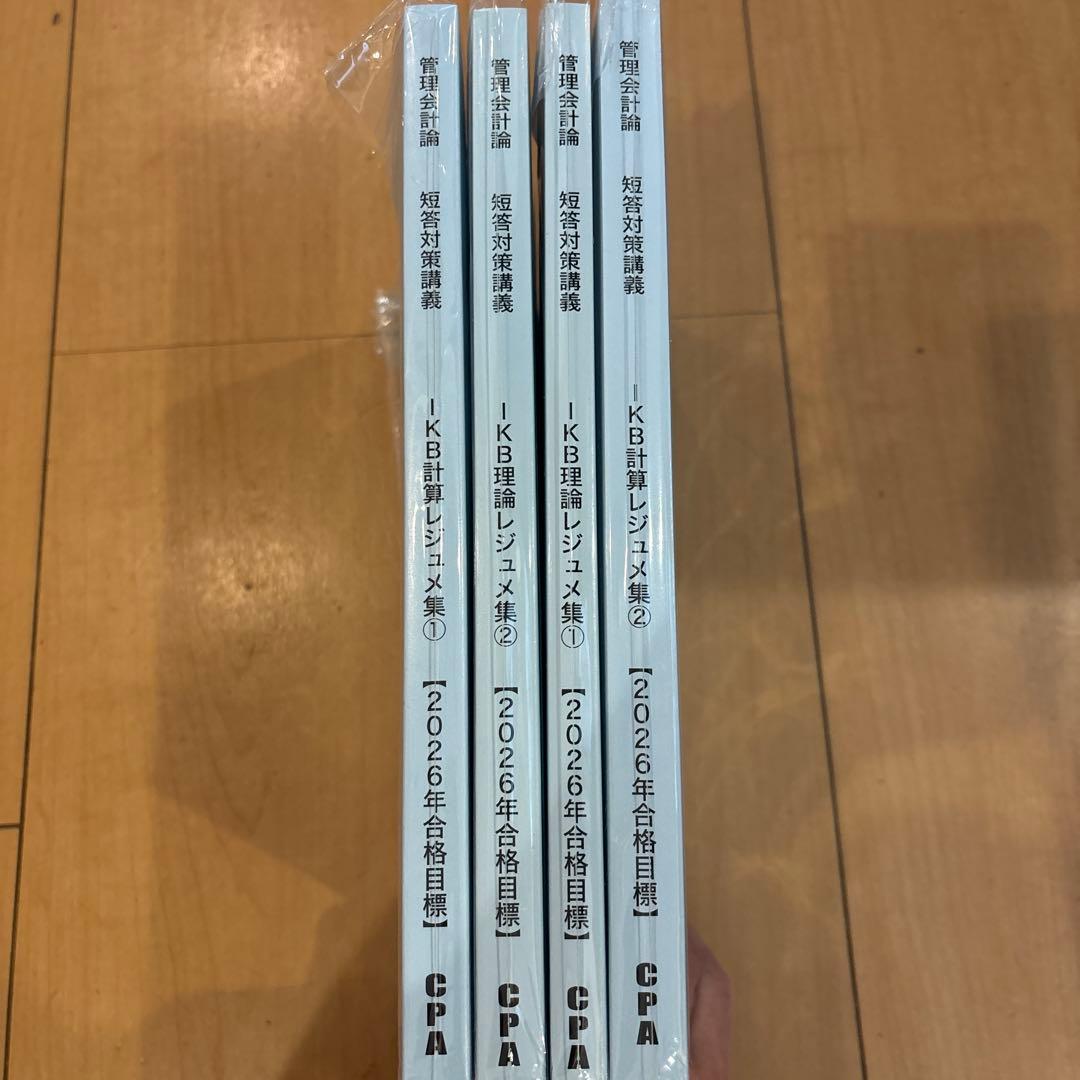 管理会計論 短答対策講義 ーKB計算レジュメ集① 【2026年合格目標】 CPA
管理会計論 短答対策講義 ーKB理論レジュメ集② 【2026年合格目標】 CPA
管理会計論 短答対策講義 ーKB理論レジュメ集① 【2026年合格目標】 CPA
管理会計論 短答対策講義 ーKB計算レジュメ集② 【2026年合格目標】 CPA